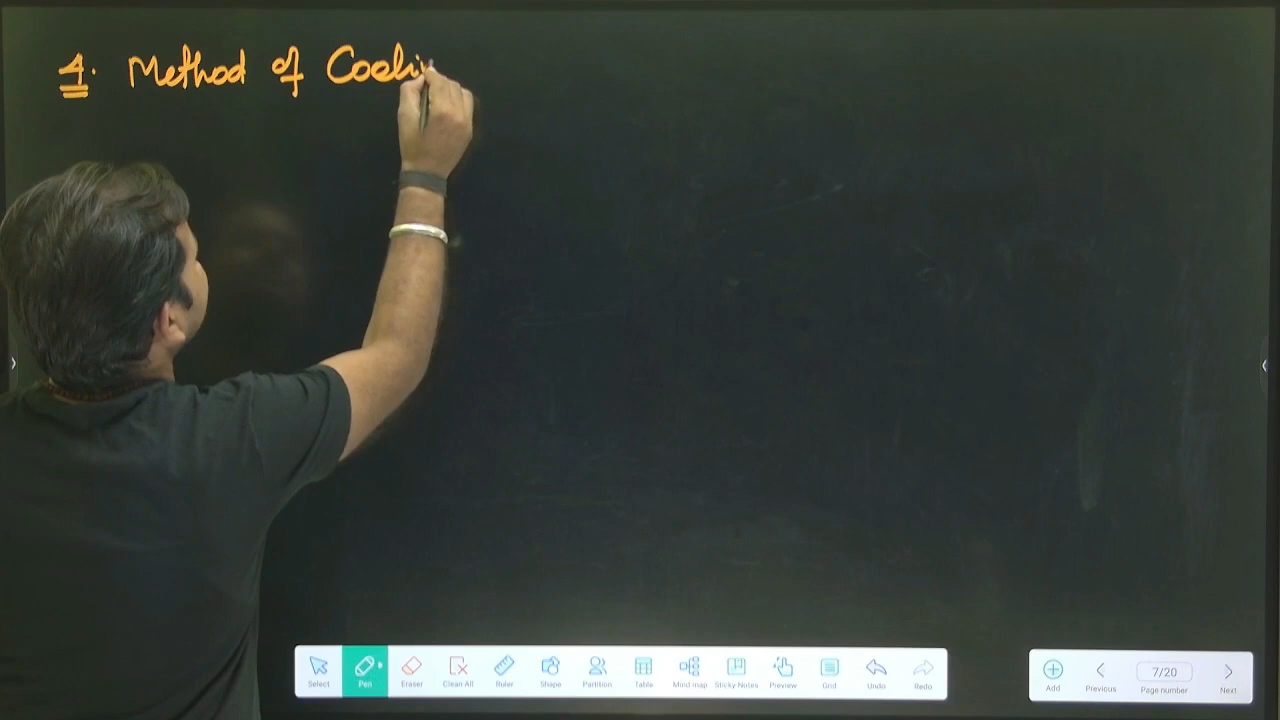 4. Method of Cooli
Select Pen Eraser Clean All Ruler Shape Partition Table Mind map Sticky Notes Preview Grid Undo Redo
Add Previous 7/20 Page number Next